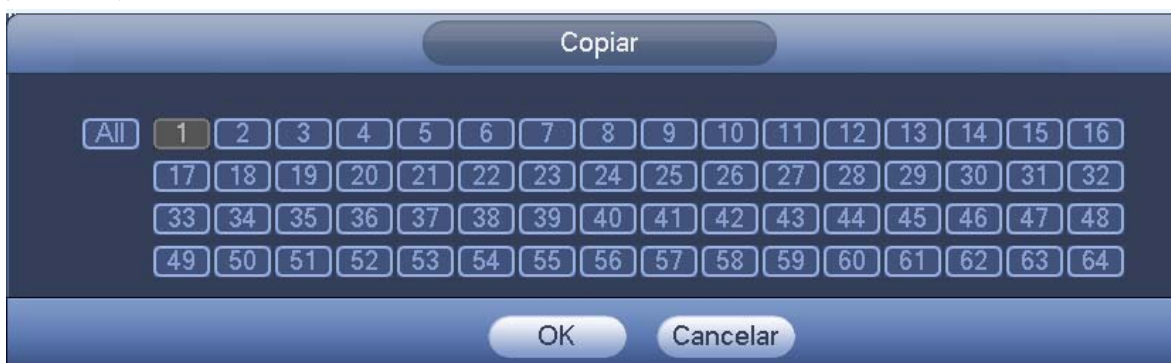 Copiar
All 1 2 3 4 5 6 7 8 9 10 11 12 13 14 15 16
17 18 19 20 21 22 23 24 25 26 27 28 29 30 31 32
33 34 35 36 37 38 39 40 41 42 43 44 45 46 47 48
49 50 51 52 53 54 55 56 57 58 59 60 61 62 63 64
OK Cancelar